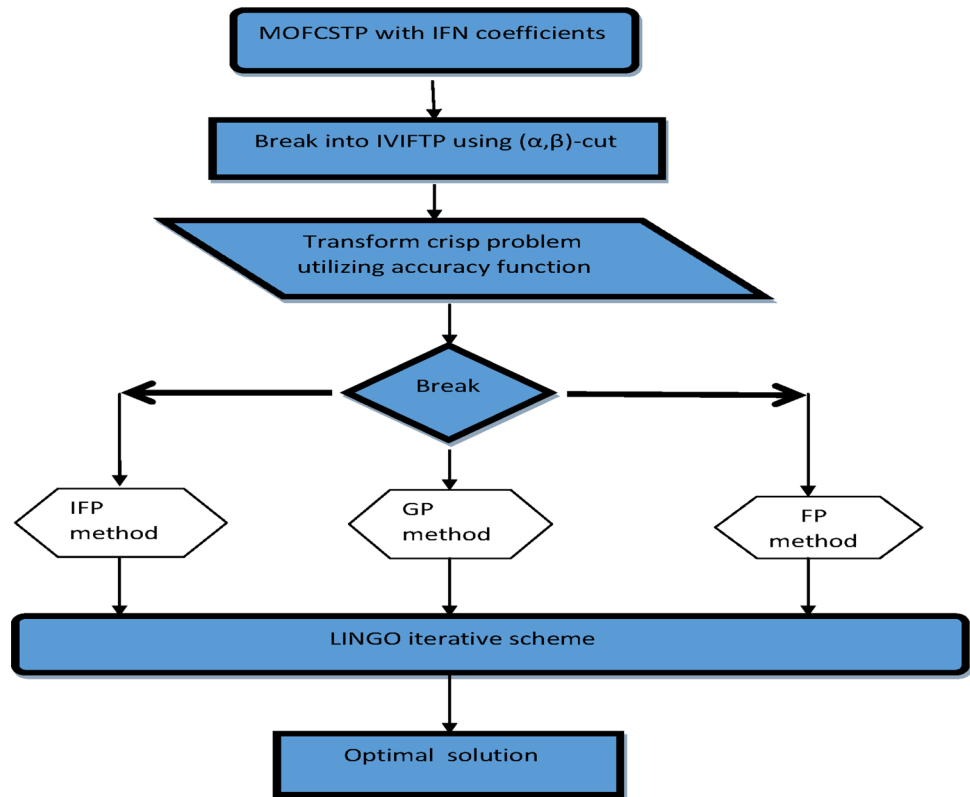 MOFCSTP with IFN coefficients
Break into IVIFTP using (α,β)-cut
Transform crisp problem
utilizing accuracy function
Break
IFP
method
GP
method
FP
method
LINGO iterative scheme
Optimal solution